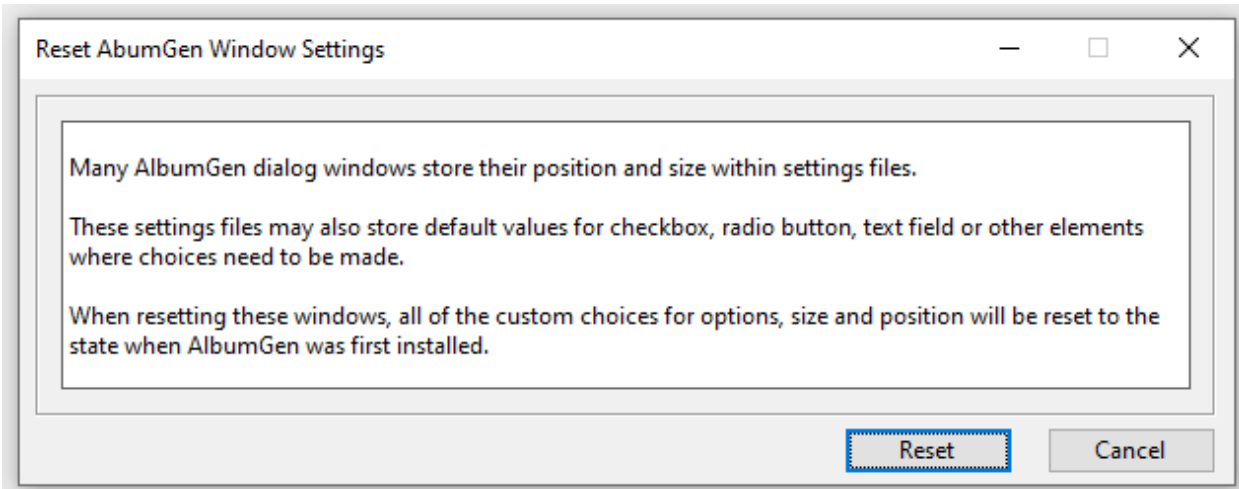 Reset AbumGen Window Settings
Many AlbumGen dialog windows store their position and size within settings files.
These settings files may also store default values for checkbox, radio button, text field or other elements
where choices need to be made.
When resetting these windows, all of the custom choices for options, size and position will be reset to the
state when AlbumGen was first installed.
Reset
Cancel